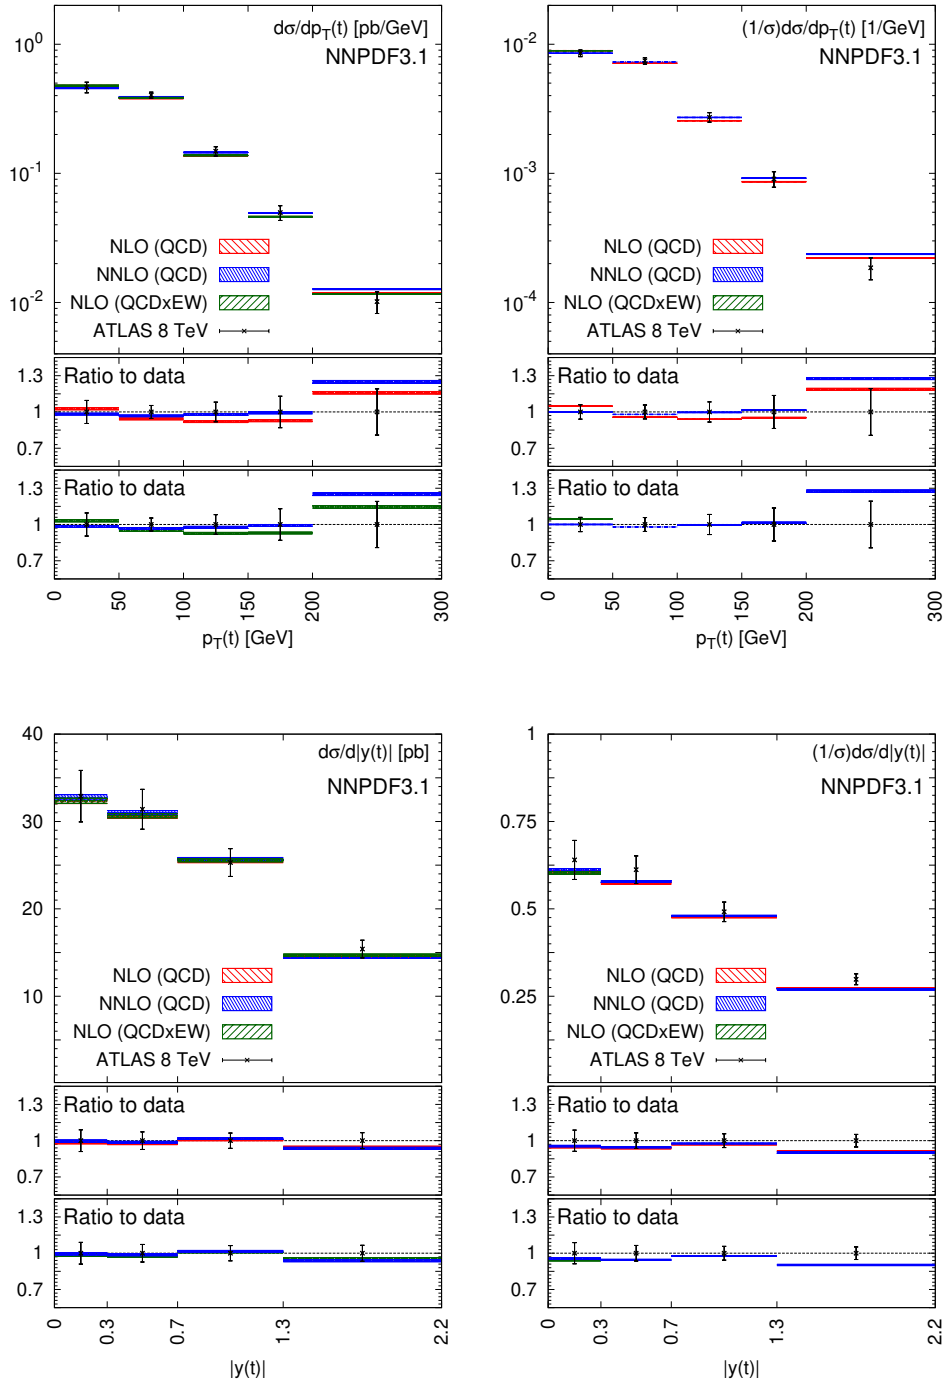 dσ/dp_T(t) [pb/GeV]
NNPDF3.1
10^0
10^-1
10^-2
NLO (QCD)
NNLO (QCD)
NLO (QCDxEW)
ATLAS 8 TeV
Ratio to data
1.3
1
0.7
Ratio to data
1.3
1
0.7
0 50 100 150 200 300
p_T(t) [GeV]
(1/σ)dσ/dp_T(t) [1/GeV]
NNPDF3.1
10^-2
10^-3
10^-4
NLO (QCD)
NNLO (QCD)
NLO (QCDxEW)
ATLAS 8 TeV
Ratio to data
1.3
1
0.7
Ratio to data
1.3
1
0.7
0 50 100 150 200 300
p_T(t) [GeV]
dσ/d|y(t)| [pb]
NNPDF3.1
40
30
20
10
NLO (QCD)
NNLO (QCD)
NLO (QCDxEW)
ATLAS 8 TeV
Ratio to data
1.3
1
0.7
Ratio to data
1.3
1
0.7
0 0.3 0.7 1.3 2.2
|y(t)|
(1/σ)dσ/d|y(t)|
NNPDF3.1
1
0.75
0.5
0.25
NLO (QCD)
NNLO (QCD)
NLO (QCDxEW)
ATLAS 8 TeV
Ratio to data
1.3
1
0.7
Ratio to data
1.3
1
0.7
0 0.3 0.7 1.3 2.2
|y(t)|